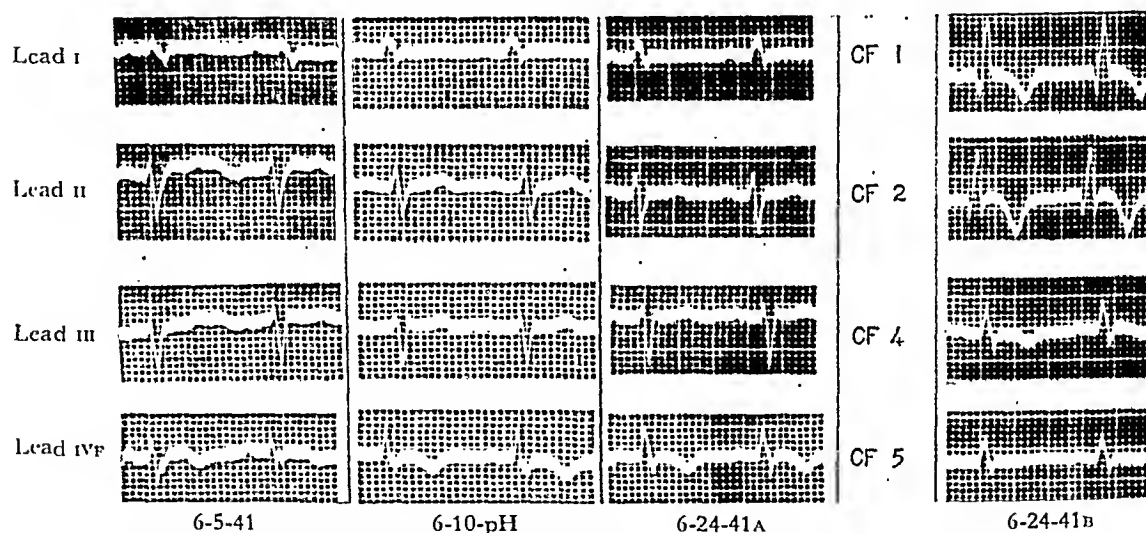 Lead I CF 1
Lead II CF 2
Lead III CF 4
Lead IVF CF 5
6-5-41 6-10-pH 6-24-41A 6-24-41B